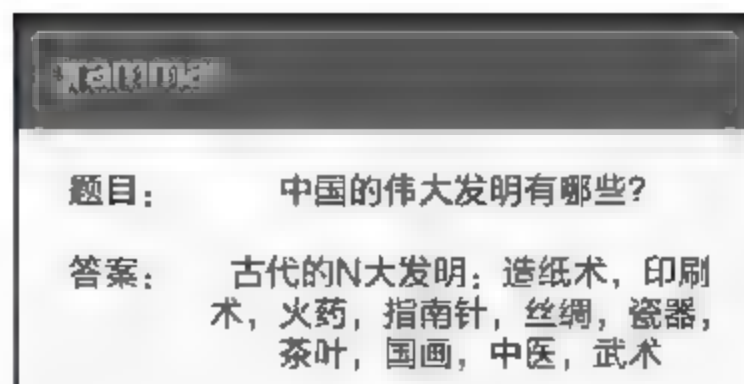 题目： 中国的伟大发明有哪些?
答案： 古代的N大发明：造纸术，印刷
术，火药，指南针，丝绸，瓷器，
茶叶，国画，中医，武术